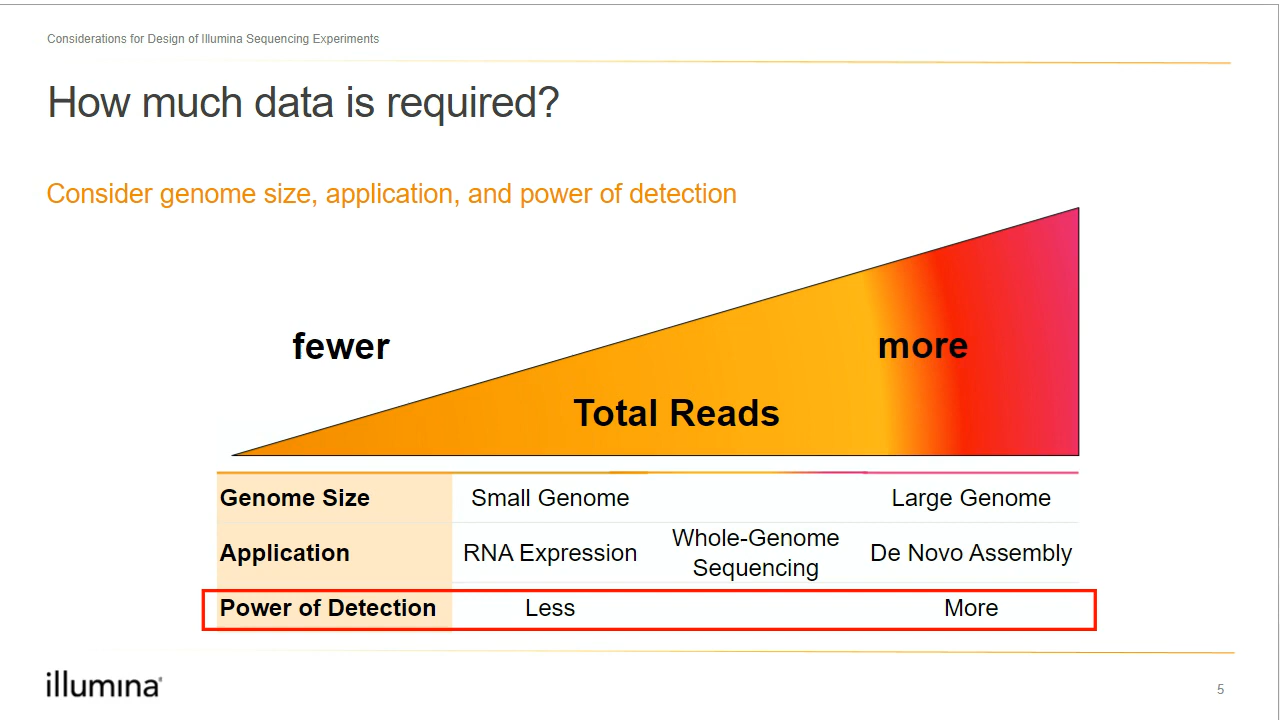 Considerations for Design of Illumina Sequencing Experiments
How much data is required?
Consider genome size, application, and power of detection
fewer
more
Total Reads
Genome Size Small Genome Large Genome
Application RNA Expression Whole-Genome Sequencing De Novo Assembly
Power of Detection Less More
illumina®
5